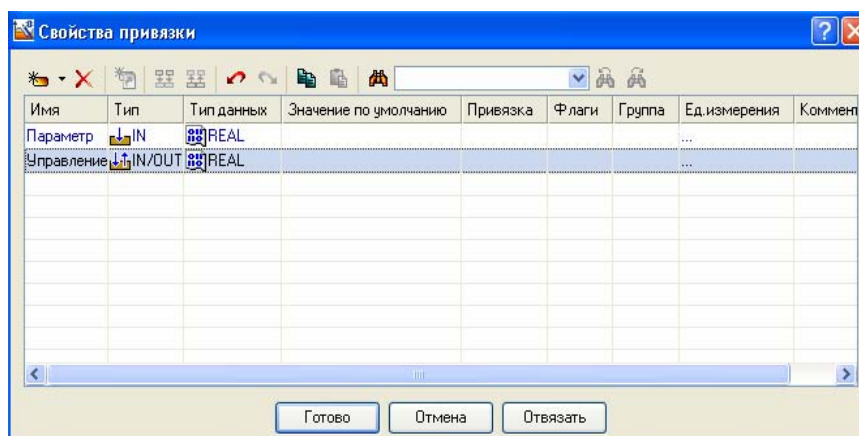 Свойства привязки
Имя Тип Тип данных Значение по умолчанию Привязка Флаги Группа Ед.измерения Коммен
Параметр IN REAL ...
Управление IN/OUT REAL ...
Готово Отмена Отвязать